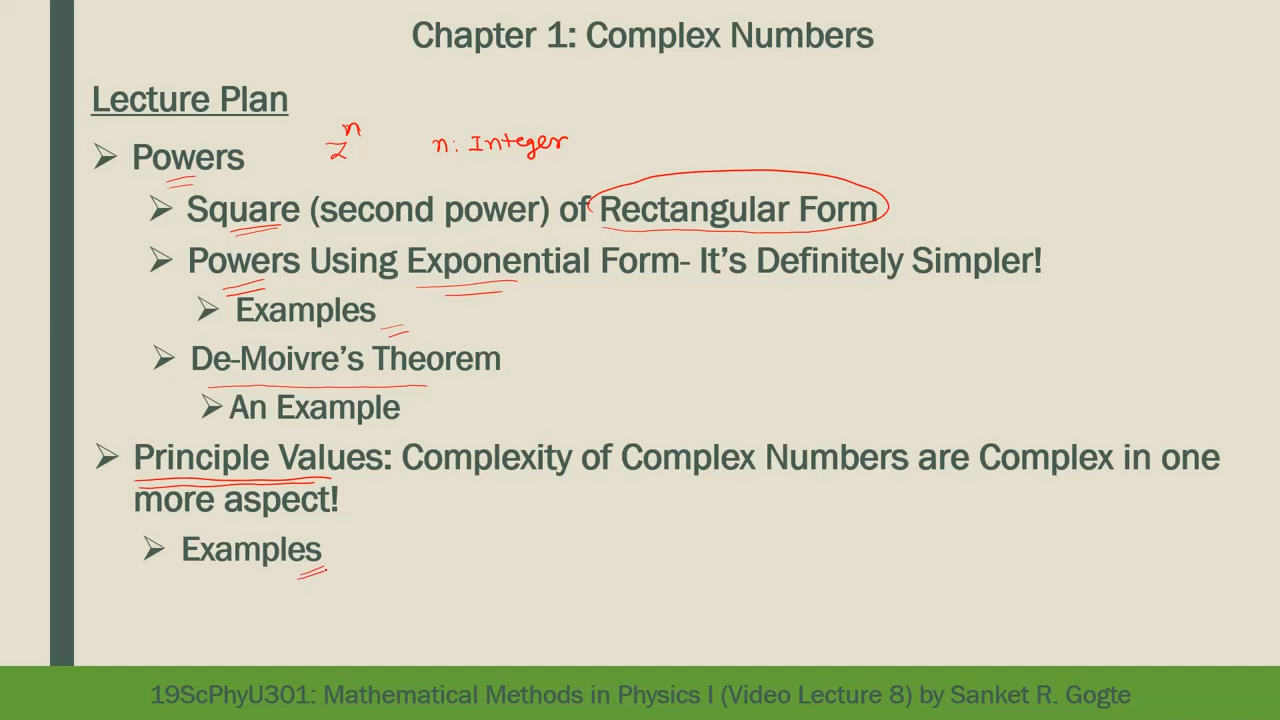 Chapter 1: Complex Numbers
Lecture Plan
Powers
zⁿ n: Integer
Square (second power) of Rectangular Form
Powers Using Exponential Form- It's Definitely Simpler!
Examples
De-Moivre's Theorem
An Example
Principle Values: Complexity of Complex Numbers are Complex in one
more aspect!
Examples
19ScPhyU301: Mathematical Methods in Physics I (Video Lecture 8) by Sanket R. Gogte